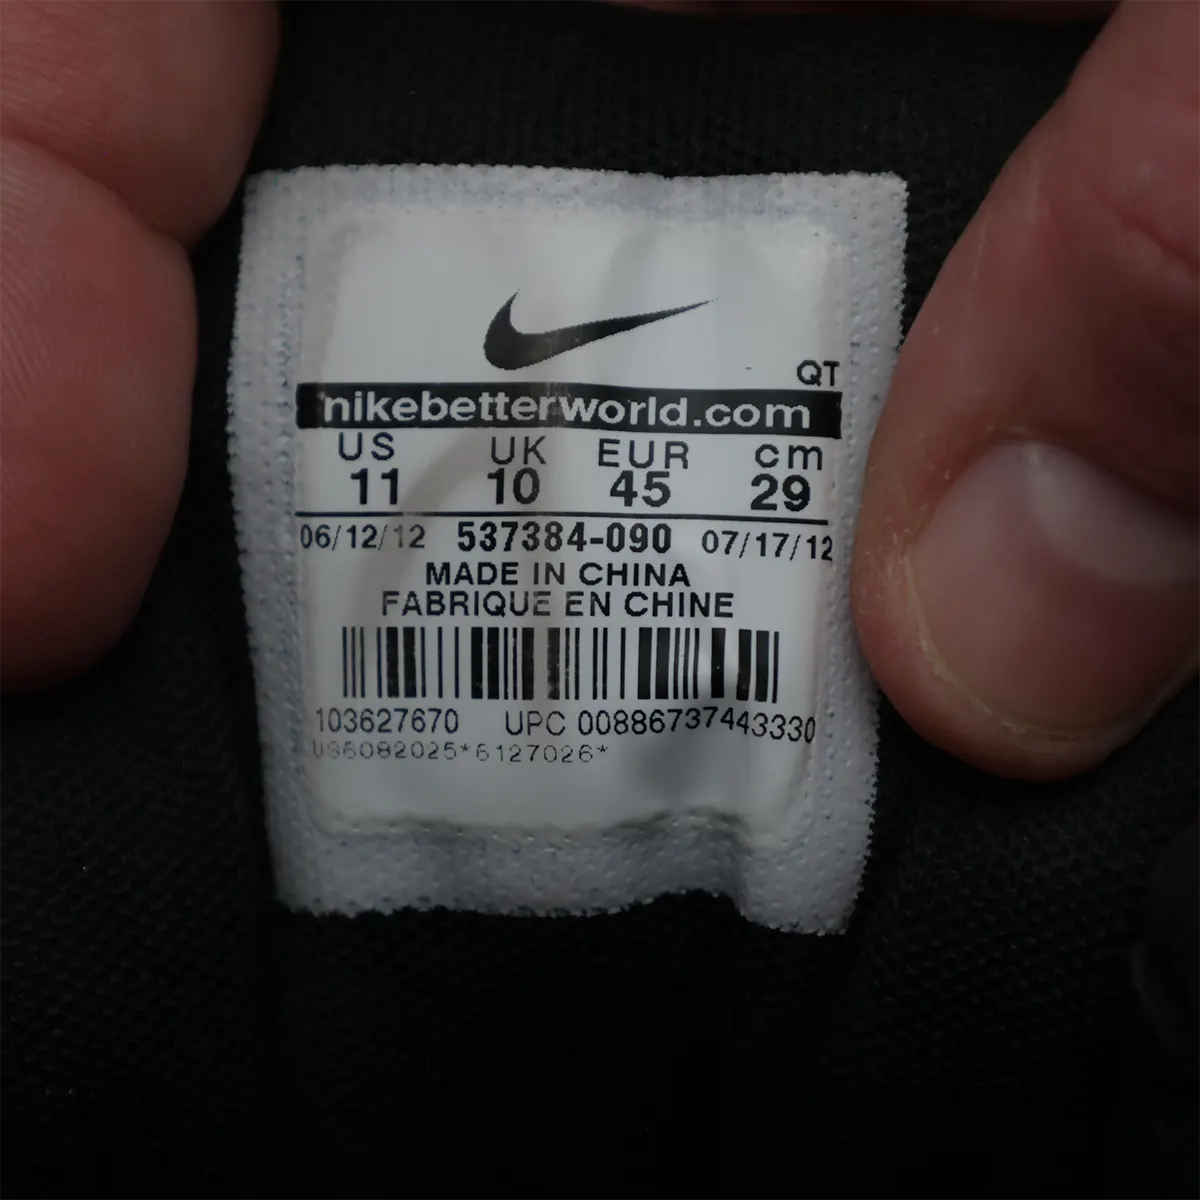 QT
nikebetterworld.com
US UK EUR cm
11 10 45 29
06/12/12 537384-090 07/17/12
MADE IN CHINA
FABRIQUE EN CHINE
103627670 UPC 00886737443330
US6082025*6127026*